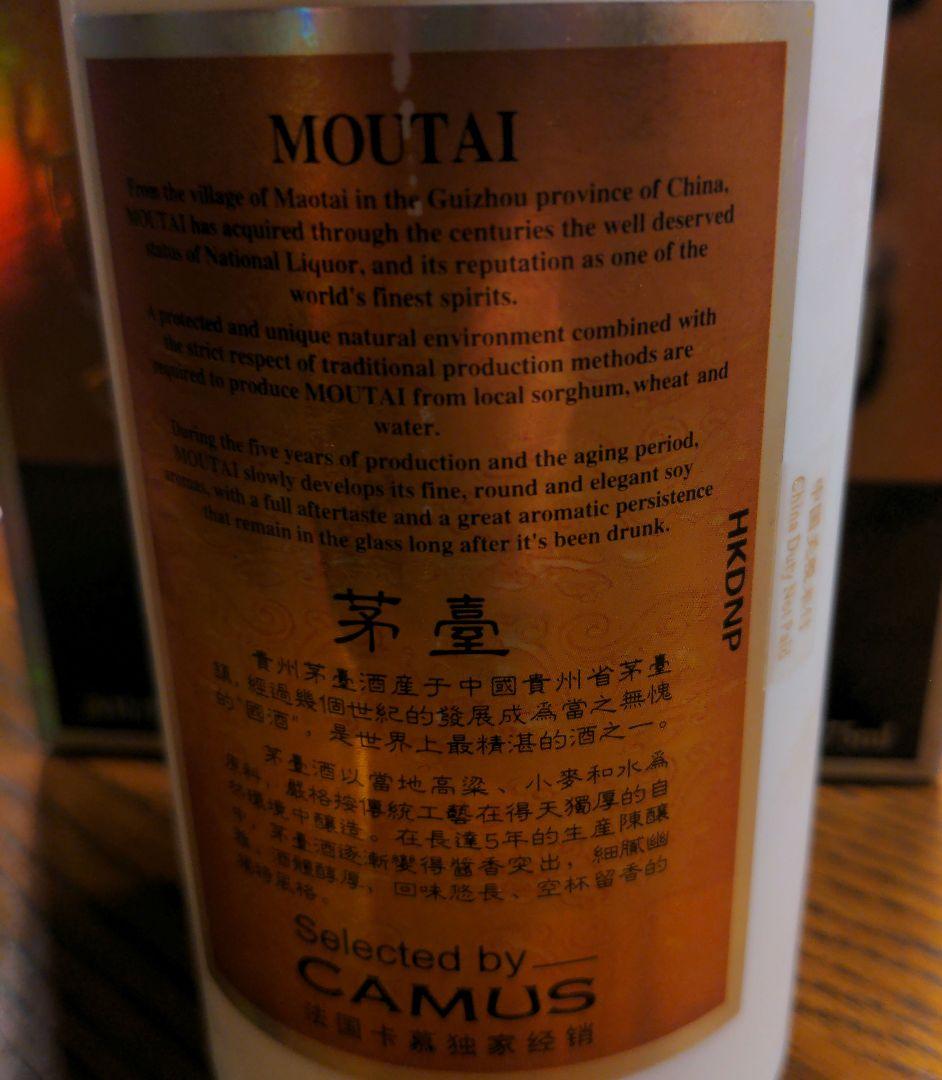 MOUTAI
From the village of Maotai in the Guizhou province of China,
MOUTAI has acquired through the centuries the well deserved
status of National Liquor, and its reputation as one of the
world's finest spirits.
A protected and unique natural environment combined with
the strict respect of traditional production methods are
required to produce MOUTAI from local sorghum, wheat and
water.
During the five years of production and the aging period,
MOUTAI slowly develops its fine, round and elegant soy
aromas, with a full aftertaste and a great aromatic persistence
that remain in the glass long after it's been drunk.
HKDNP
China Duty Not Paid
茅臺
貴州茅臺酒産于中國貴州省茅臺
鎮，經過幾個世紀的發展成為當之無愧
的"國酒"，是世界上最精湛的酒之一。
茅臺酒以當地高粱、小麥和水為
原料，嚴格按傳統工藝在得天獨厚的自
然環境中釀造。在長達5年的生産陳釀
中，茅臺酒逐漸變得醬香突出，細膩幽
雅，酒體醇厚，回味悠長、空杯留香的
獨特風格。
Selected by
CAMUS
法国卡慕独家经销
75ml